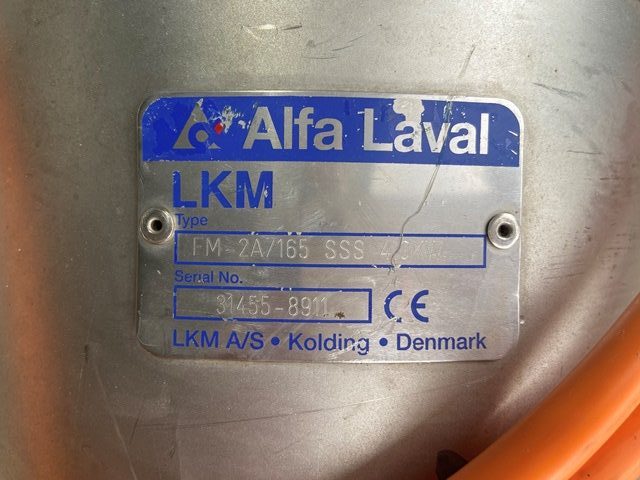 Alfa Laval
LKM
Type
FM-2A/165 SSS
Serial No.
31455-8911
CE
LKM A/S • Kolding • Denmark